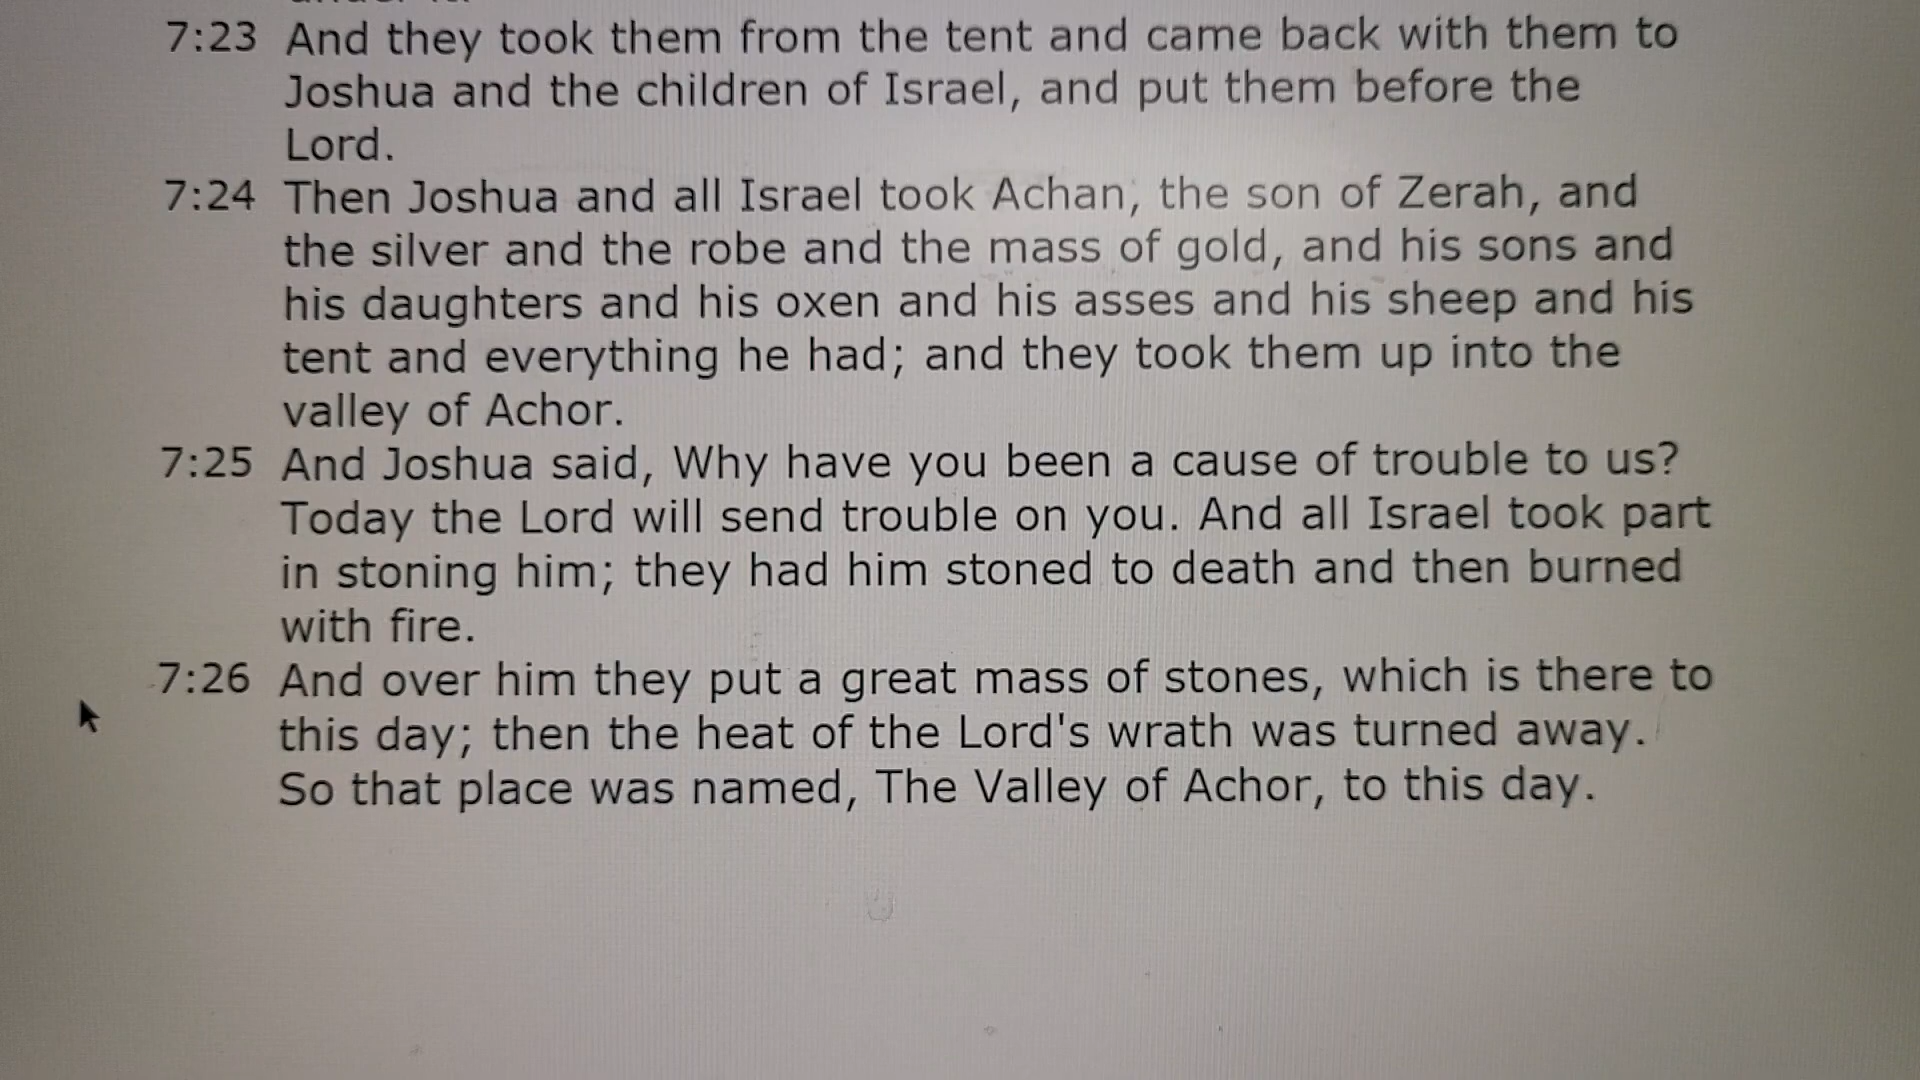 7:23 And they took them from the tent and came back with them to
Joshua and the children of Israel, and put them before the
Lord.
7:24 Then Joshua and all Israel took Achan, the son of Zerah, and
the silver and the robe and the mass of gold, and his sons and
his daughters and his oxen and his asses and his sheep and his
tent and everything he had; and they took them up into the
valley of Achor.
7:25 And Joshua said, Why have you been a cause of trouble to us?
Today the Lord will send trouble on you. And all Israel took part
in stoning him; they had him stoned to death and then burned
with fire.
7:26 And over him they put a great mass of stones, which is there to
this day; then the heat of the Lord's wrath was turned away.
So that place was named, The Valley of Achor, to this day.